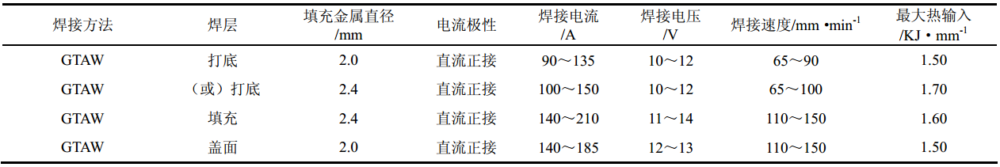 焊接方法 焊层 填充金属直径/mm 电流极性 焊接电流/A 焊接电压/V 焊接速度/mm·min-1 最大热输入/KJ·mm-1
GTAW 打底 2.0 直流正接 90～135 10～12 65～90 1.50
GTAW （或）打底 2.4 直流正接 100～150 10～12 65～100 1.70
GTAW 填充 2.4 直流正接 140～210 11～14 110～150 1.60
GTAW 盖面 2.0 直流正接 140～185 12～13 110～150 1.50